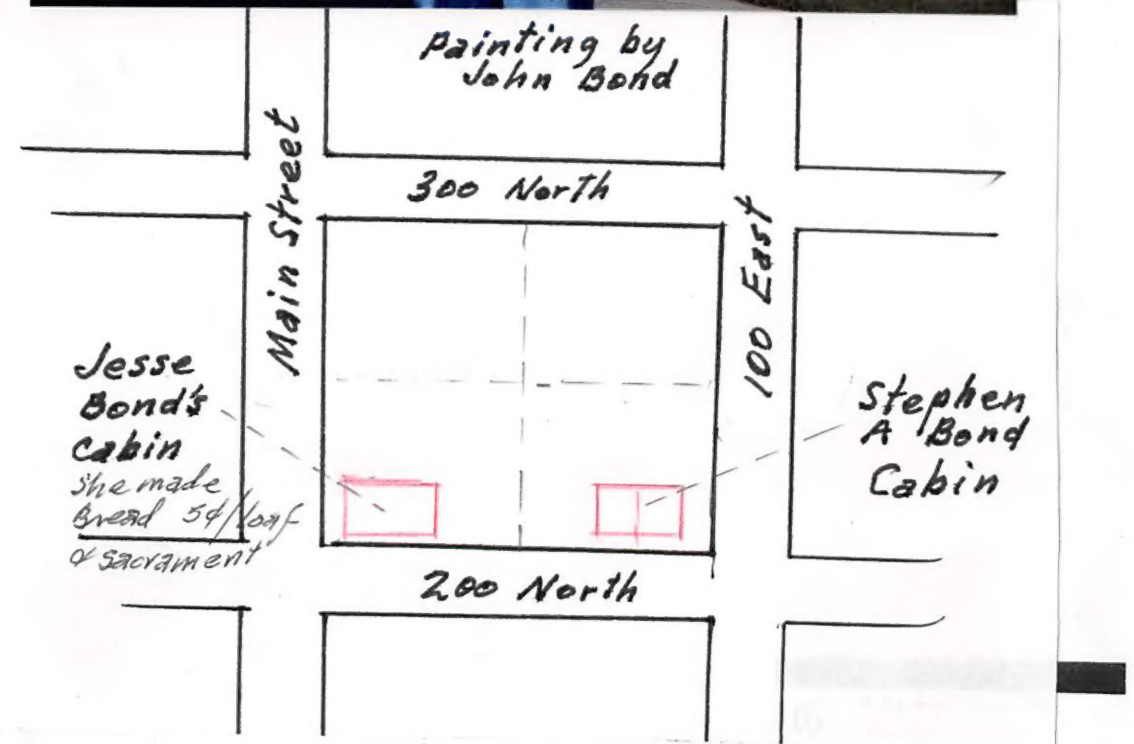 Painting by
John Bond
300 North
Main Street
100 East
Jesse
Bond's
Cabin
She made
Bread 5¢/loaf
& sacrament
Stephen
A Bond
Cabin
200 North